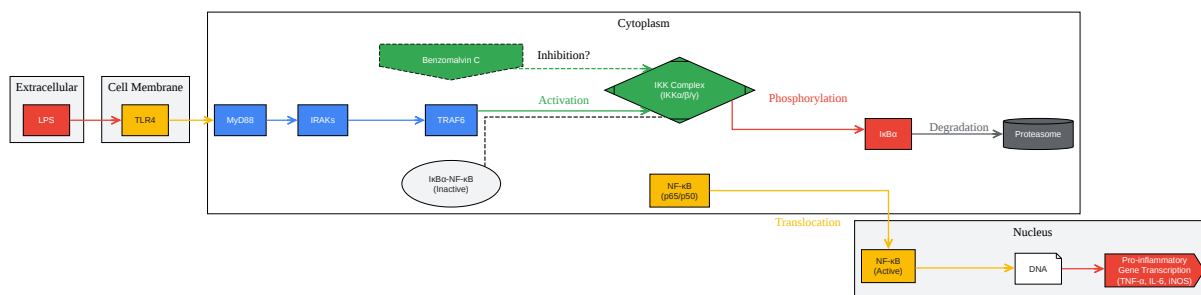 Cytoplasm
Benzomalvin C
Inhibition?
Extracellular
Cell Membrane
IKK Complex
(IKKα/β/γ)
Activation
Phosphorylation
LPS
TLR4
MyD88
IRAKs
TRAF6
IκBα
Degradation
Proteasome
IκBα-NF-κB
(Inactive)
NF-κB
(p65/p50)
Translocation
Nucleus
NF-κB
(Active)
DNA
Pro-inflammatory
Gene Transcription
(TNF-α, IL-6, iNOS)